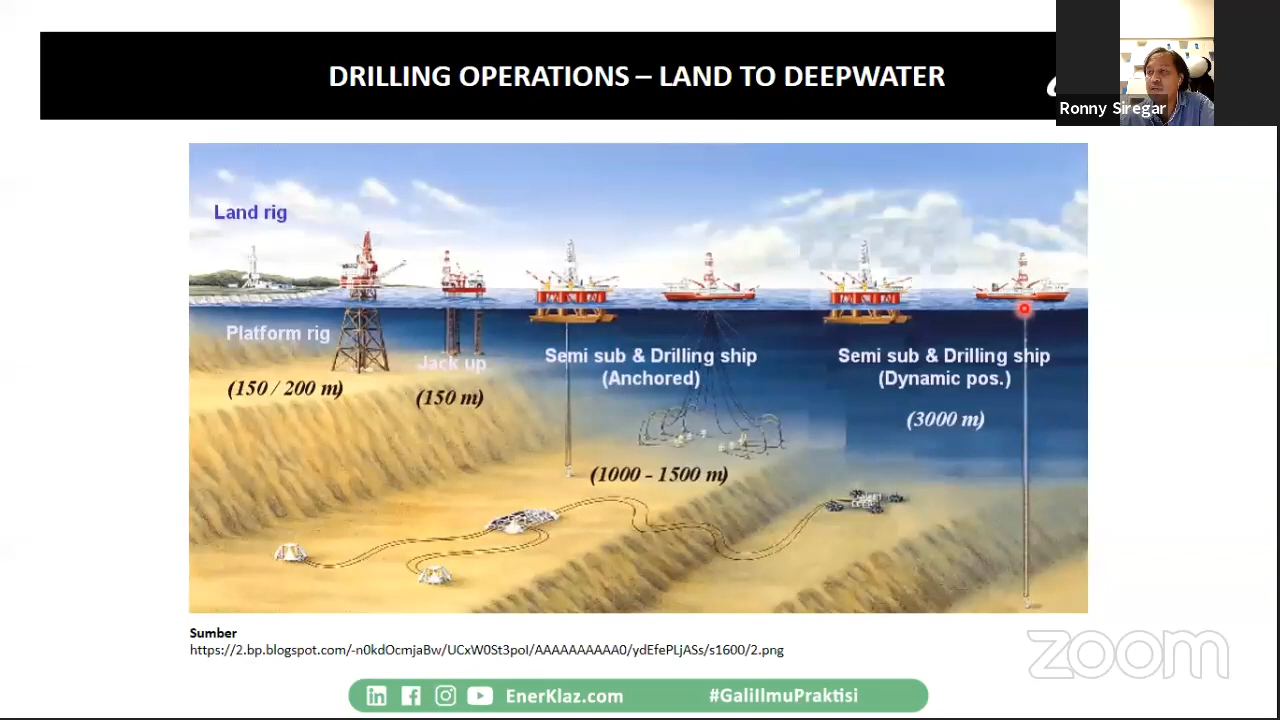 DRILLING OPERATIONS – LAND TO DEEPWATER
Ronny Siregar
Land rig
Platform rig
(150 / 200 m)
Jack up
(150 m)
Semi sub & Drilling ship
(Anchored)
(1000 - 1500 m)
Semi sub & Drilling ship
(Dynamic pos.)
(3000 m)
Sumber
https://2.bp.blogspot.com/-n0kdOcmjaBw/UCxW0St3poI/AAAAAAAAAA0/ydEfePLjASs/s1600/2.png
zoom
EnerKlaz.com
#GaliIlmuPraktisi